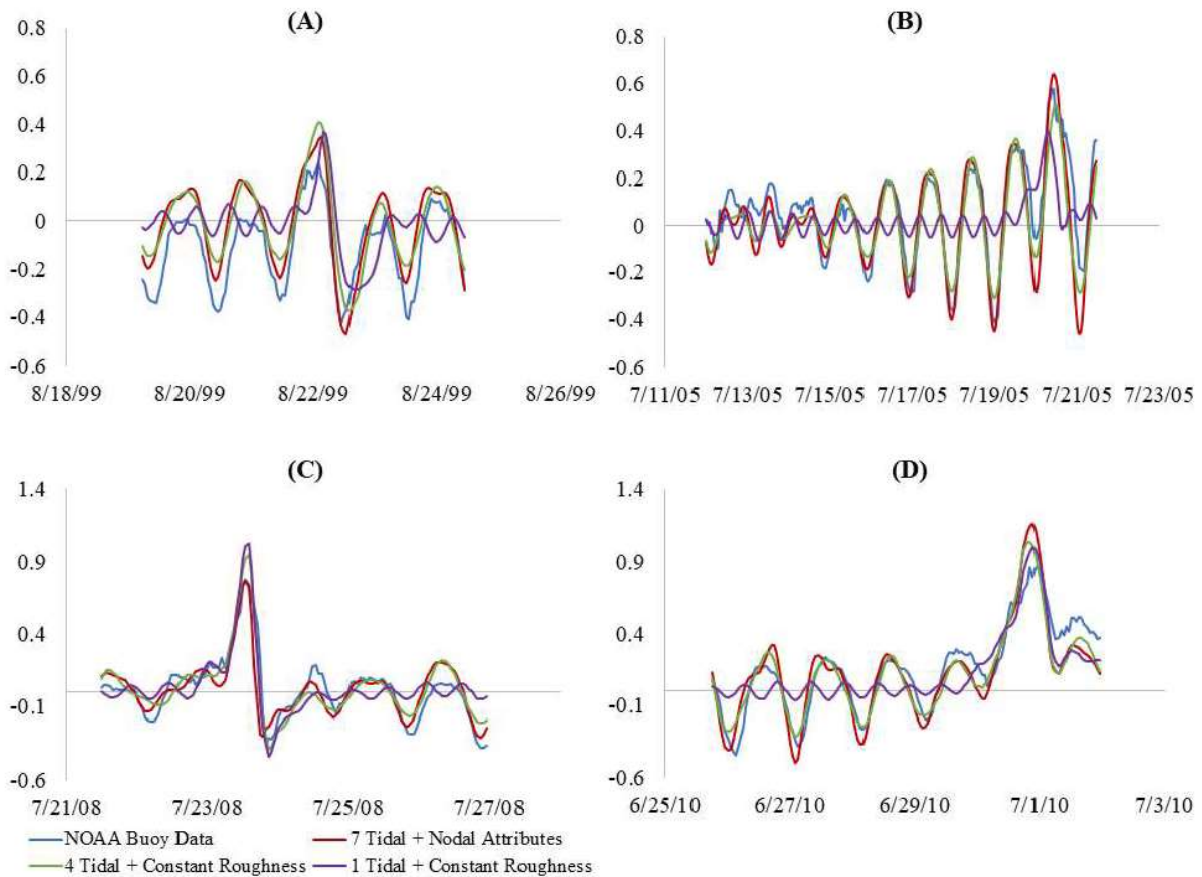 (A)
0.8
0.6
0.4
0.2
0
-0.2
-0.4
-0.6
8/18/99 8/20/99 8/22/99 8/24/99 8/26/99
(B)
0.8
0.6
0.4
0.2
0
-0.2
-0.4
-0.6
7/11/05 7/13/05 7/15/05 7/17/05 7/19/05 7/21/05 7/23/05
(C)
1.4
0.9
0.4
-0.1
-0.6
7/21/08 7/23/08 7/25/08 7/27/08
(D)
1.4
0.9
0.4
-0.1
-0.6
6/25/10 6/27/10 6/29/10 7/1/10 7/3/10
NOAA Buoy Data 7 Tidal + Nodal Attributes
4 Tidal + Constant Roughness 1 Tidal + Constant Roughness